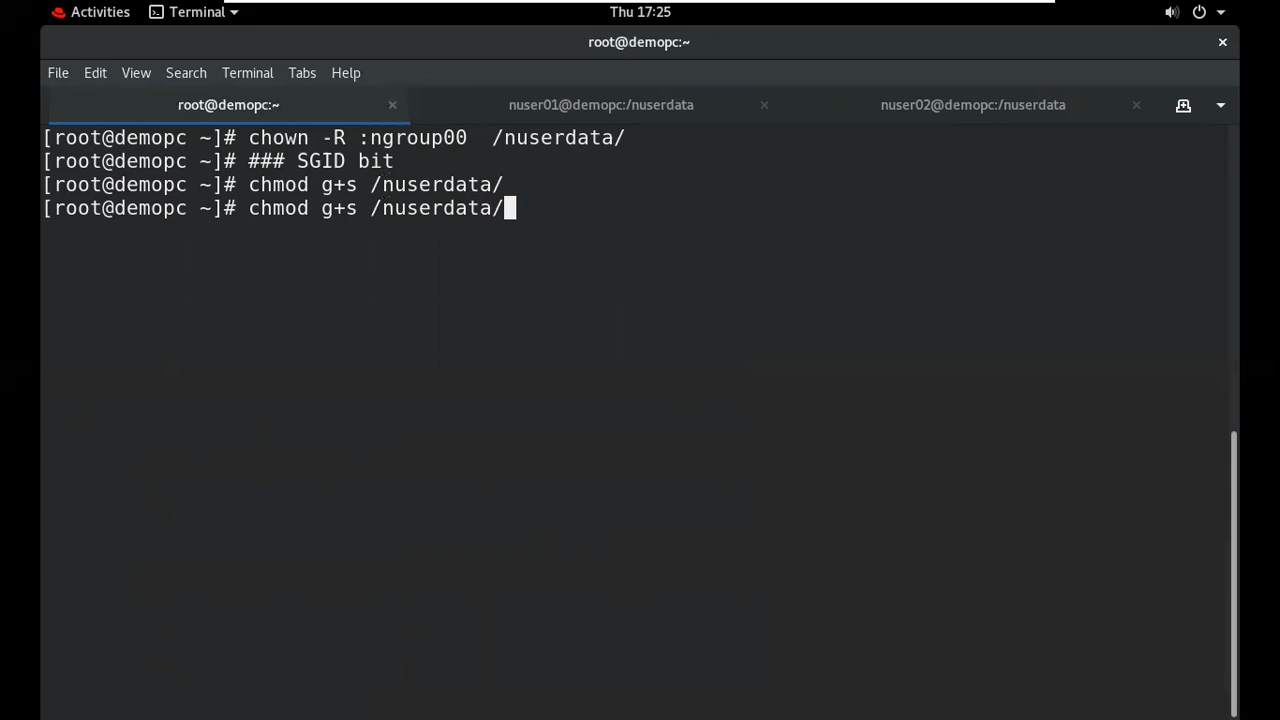 Activities Terminal Thu 17:25
root@demopc:~
File Edit View Search Terminal Tabs Help
root@demopc:~ nuser01@demopc:/nuserdata nuser02@demopc:/nuserdata
[root@demopc ~]# chown -R :ngroup00  /nuserdata/
[root@demopc ~]# ### SGID bit
[root@demopc ~]# chmod g+s /nuserdata/
[root@demopc ~]# chmod g+s /nuserdata/